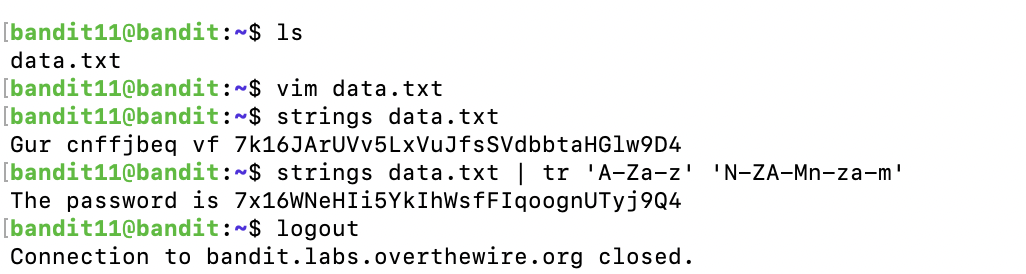 [bandit11@bandit:~$ ls
data.txt
[bandit11@bandit:~$ vim data.txt
[bandit11@bandit:~$ strings data.txt
Gur cnffjbeq vf 7k16JArUVv5LxVuJfsSVdbbtaHGlw9D4
[bandit11@bandit:~$ strings data.txt | tr 'A-Za-z' 'N-ZA-Mn-za-m'
The password is 7x16WNeHIi5YkIhWsfFIqoognUTyj9Q4
[bandit11@bandit:~$ logout
Connection to bandit.labs.overthewire.org closed.